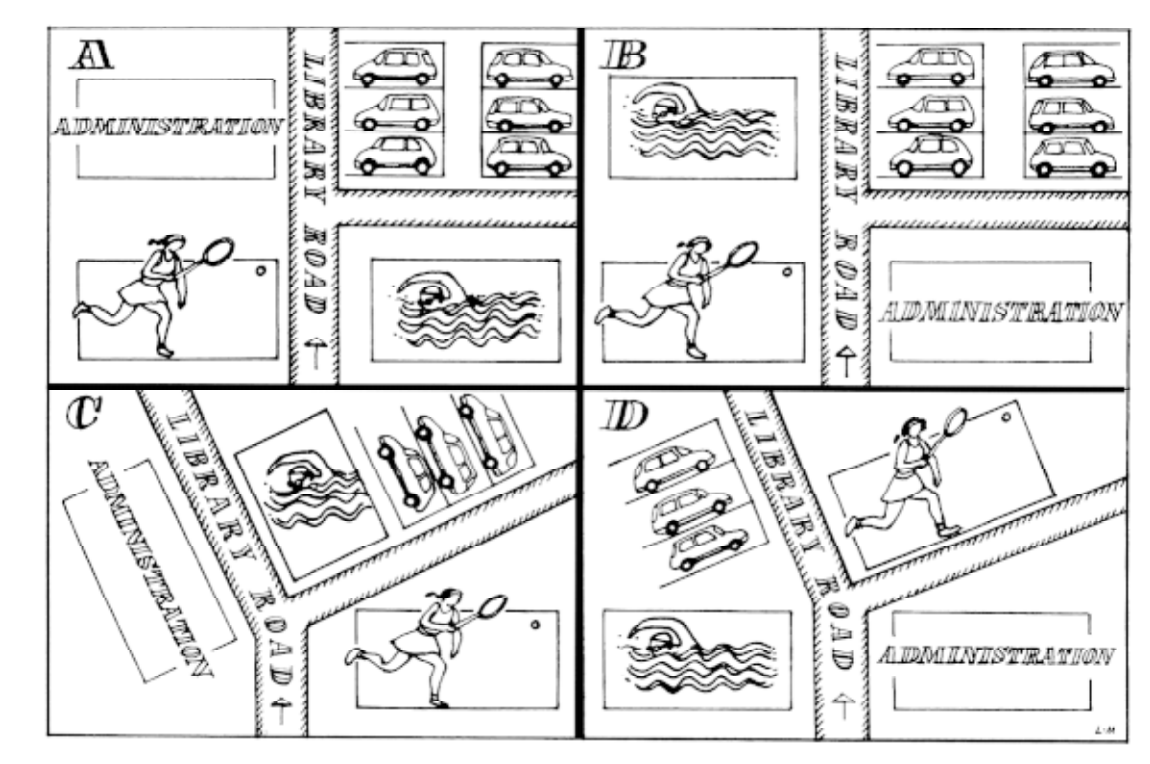 A
ADMINISTRATION
LIBRARY ROAD
B
LIBRARY ROAD
ADMINISTRATION
C
ADMINISTRATION
LIBRARY ROAD
D
LIBRARY ROAD
ADMINISTRATION
L·M